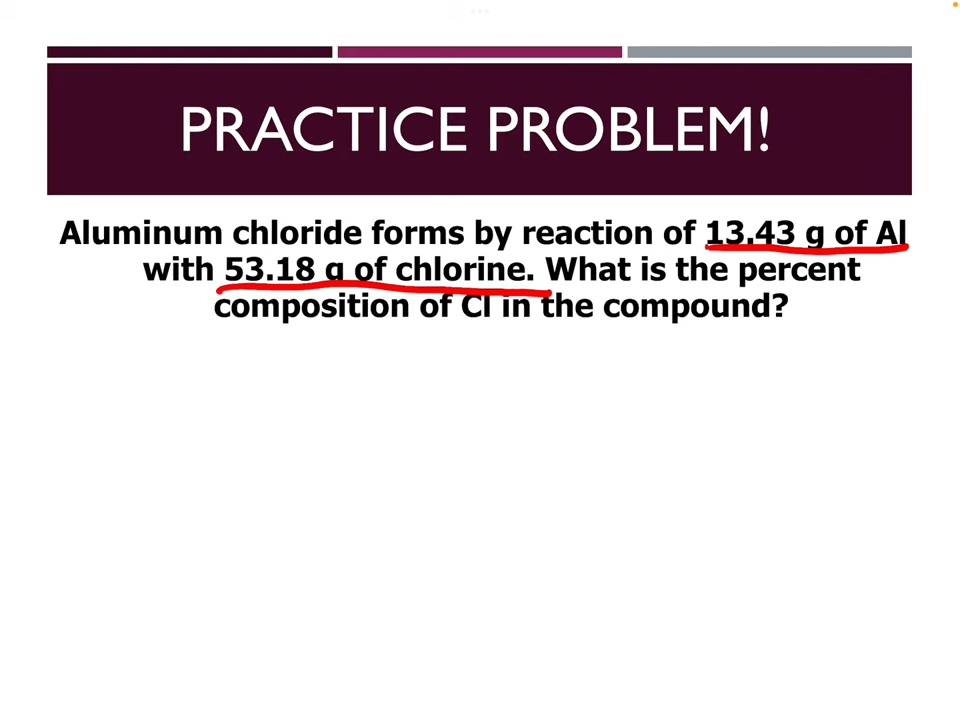 PRACTICE PROBLEM!
Aluminum chloride forms by reaction of 13.43 g of Al
with 53.18 g of chlorine. What is the percent
composition of Cl in the compound?